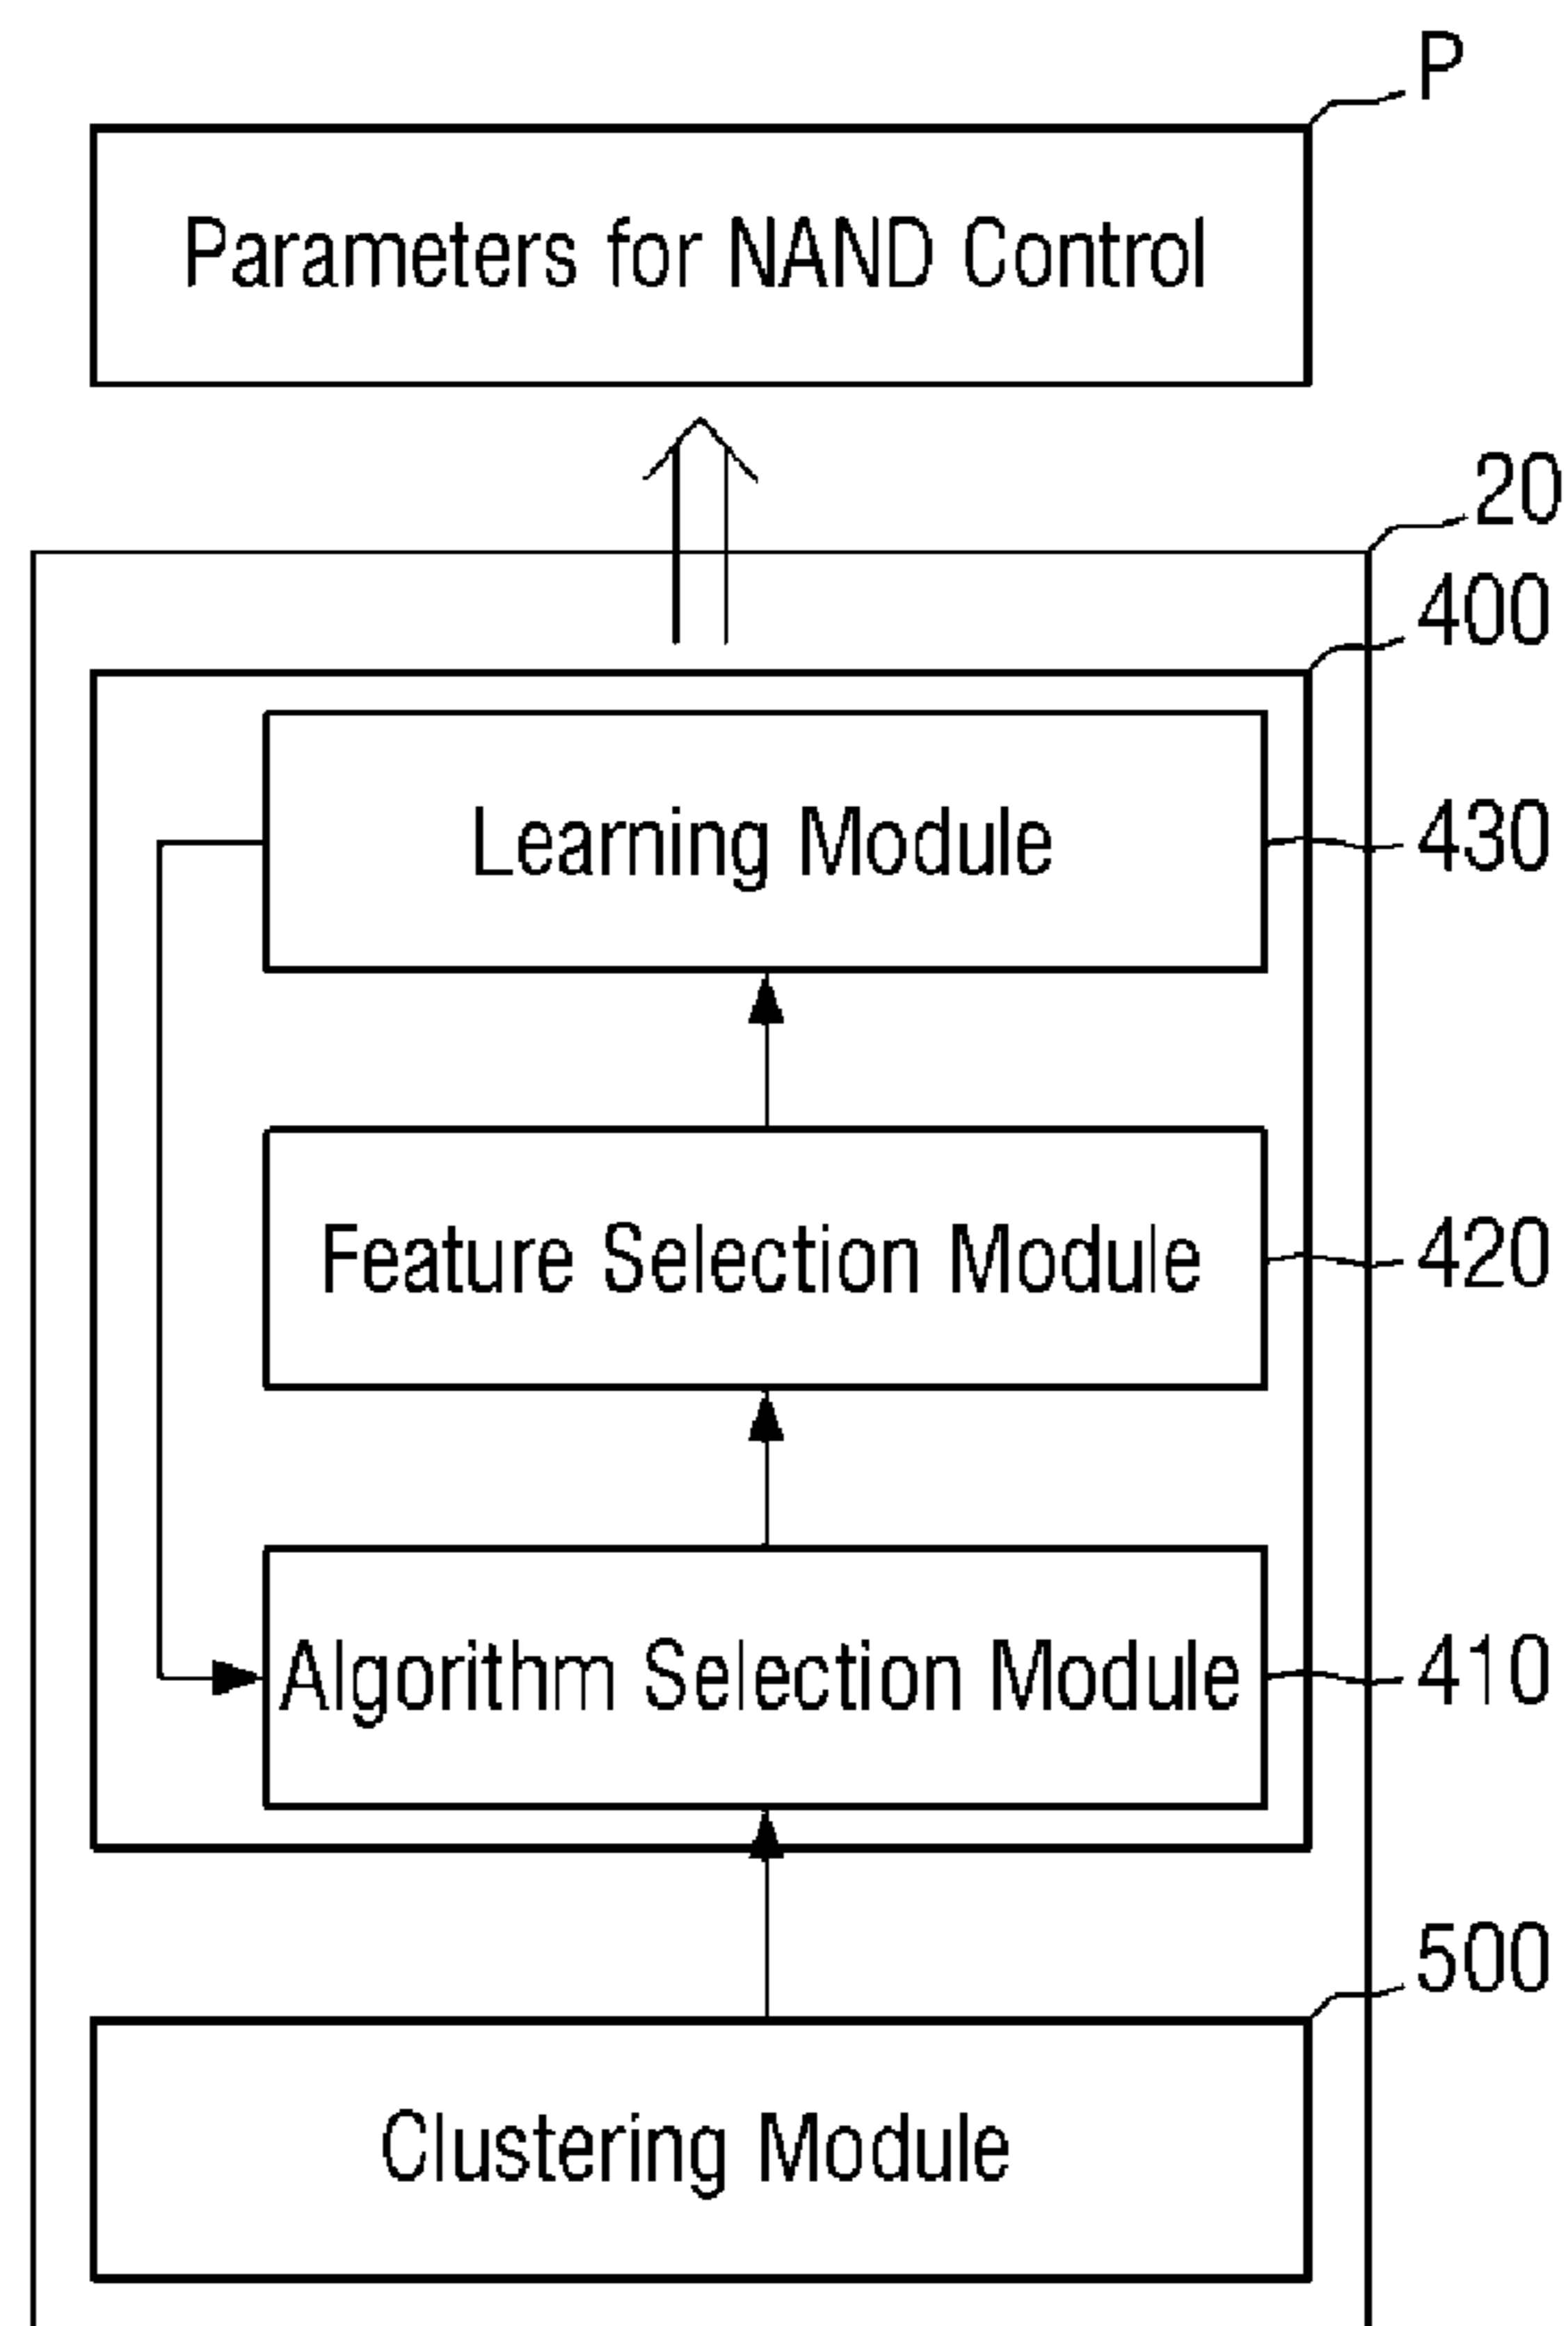 P
Parameters for NAND Control
20
400
Learning Module
430
Feature Selection Module
420
Algorithm Selection Module
410
500
Clustering Module